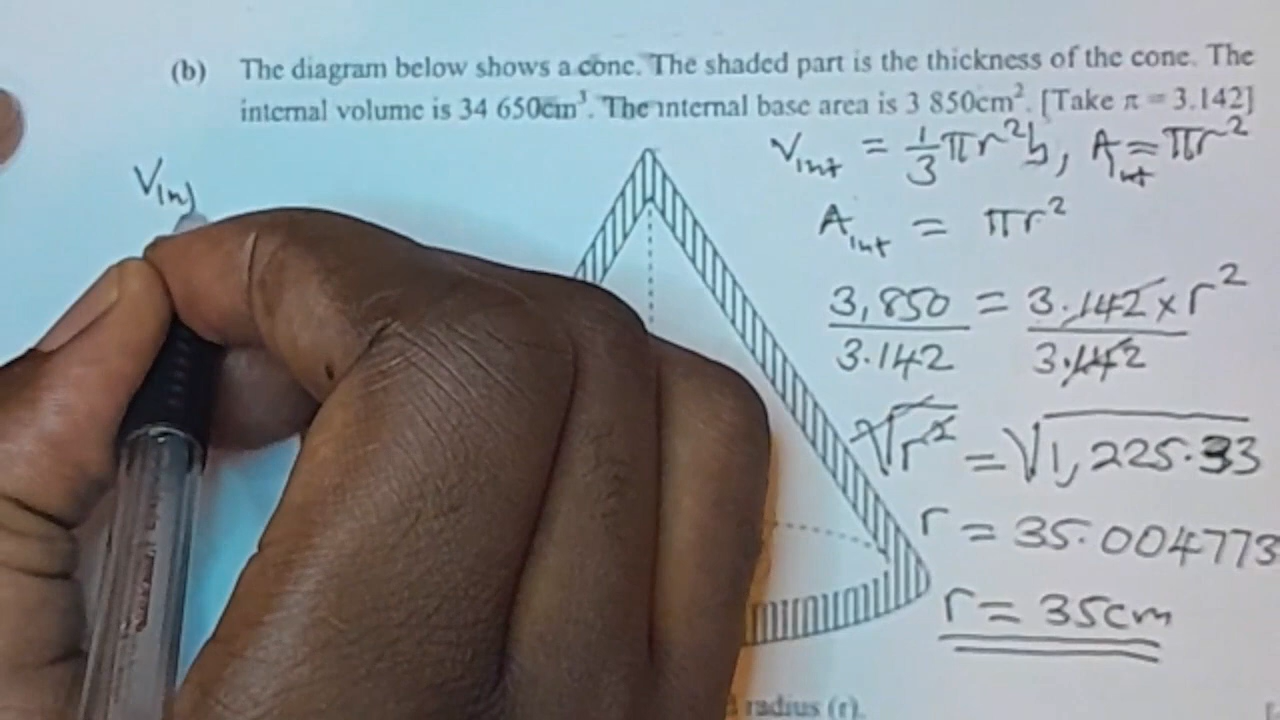 (b) The diagram below shows a cone. The shaded part is the thickness of the cone. The
internal volume is 34 650cm³. The internal base area is 3 850cm². [Take π = 3.142]
V_int = 1/3 πr²h, A_int = πr²
V_in
A_int = πr²
3,850/3.142 = 3.142 × r²/3.142
√r² = √1,225.33
r = 35.004773
r = 35cm
radius (r).